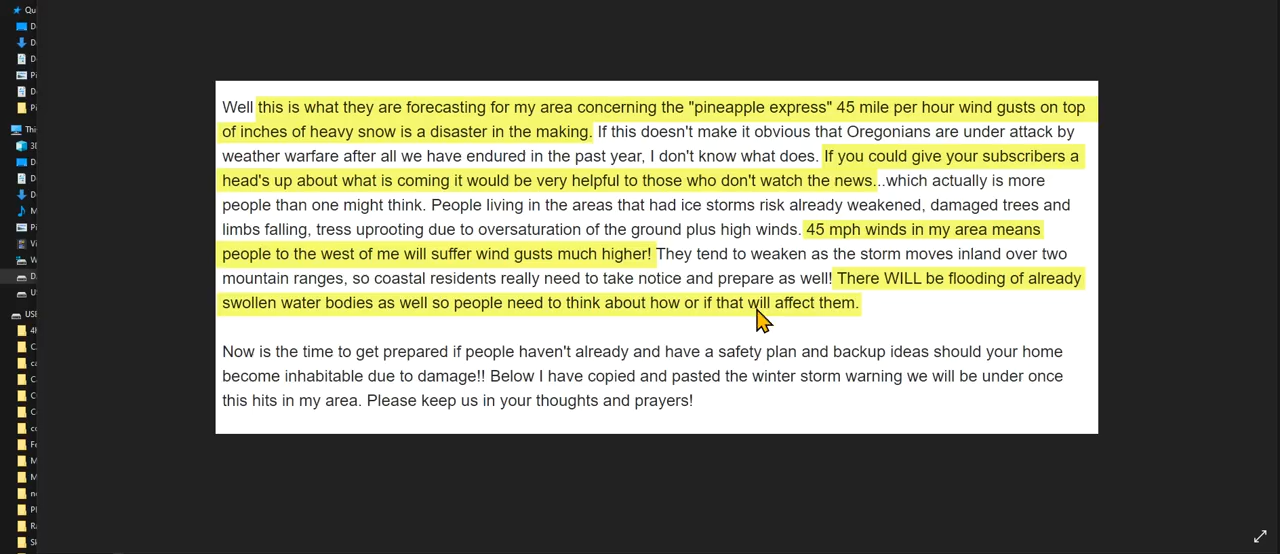 Well this is what they are forecasting for my area concerning the "pineapple express" 45 mile per hour wind gusts on top
of inches of heavy snow is a disaster in the making. If this doesn't make it obvious that Oregonians are under attack by
weather warfare after all we have endured in the past year, I don't know what does. If you could give your subscribers a
head's up about what is coming it would be very helpful to those who don't watch the news...which actually is more
people than one might think. People living in the areas that had ice storms risk already weakened, damaged trees and
limbs falling, tress uprooting due to oversaturation of the ground plus high winds. 45 mph winds in my area means
people to the west of me will suffer wind gusts much higher! They tend to weaken as the storm moves inland over two
mountain ranges, so coastal residents really need to take notice and prepare as well! There WILL be flooding of already
swollen water bodies as well so people need to think about how or if that will affect them.
Now is the time to get prepared if people haven't already and have a safety plan and backup ideas should your home
become inhabitable due to damage!! Below I have copied and pasted the winter storm warning we will be under once
this hits in my area. Please keep us in your thoughts and prayers!